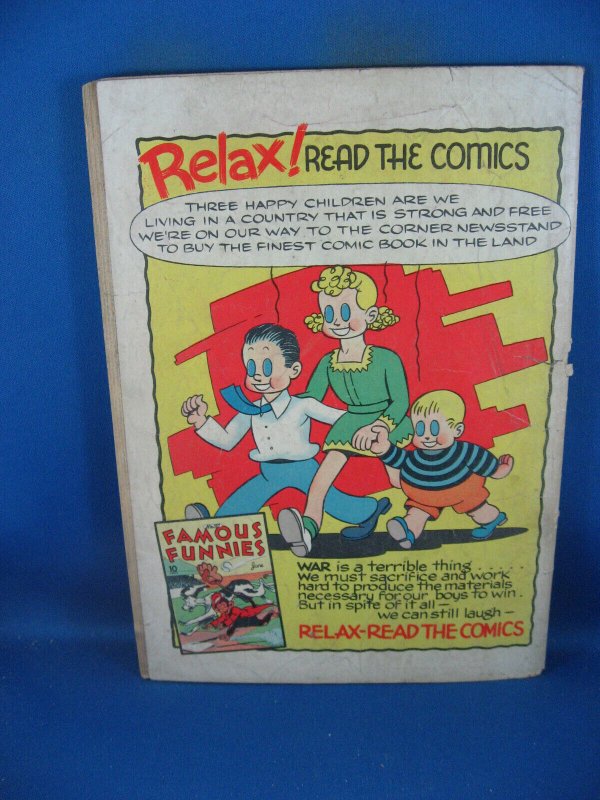 Relax! READ THE COMICS
THREE HAPPY CHILDREN ARE WE
LIVING IN A COUNTRY THAT IS STRONG AND FREE
WE'RE ON OUR WAY TO THE CORNER NEWSSTAND
TO BUY THE FINEST COMIC BOOK IN THE LAND
FAMOUS
FUNNIES
10
June
WAR is a terrible thing . . . . .
We must sacrifice and work
hard to produce the materials
necessary for our boys to win.
But in spite of it all –
we can still laugh –
RELAX-READ THE COMICS